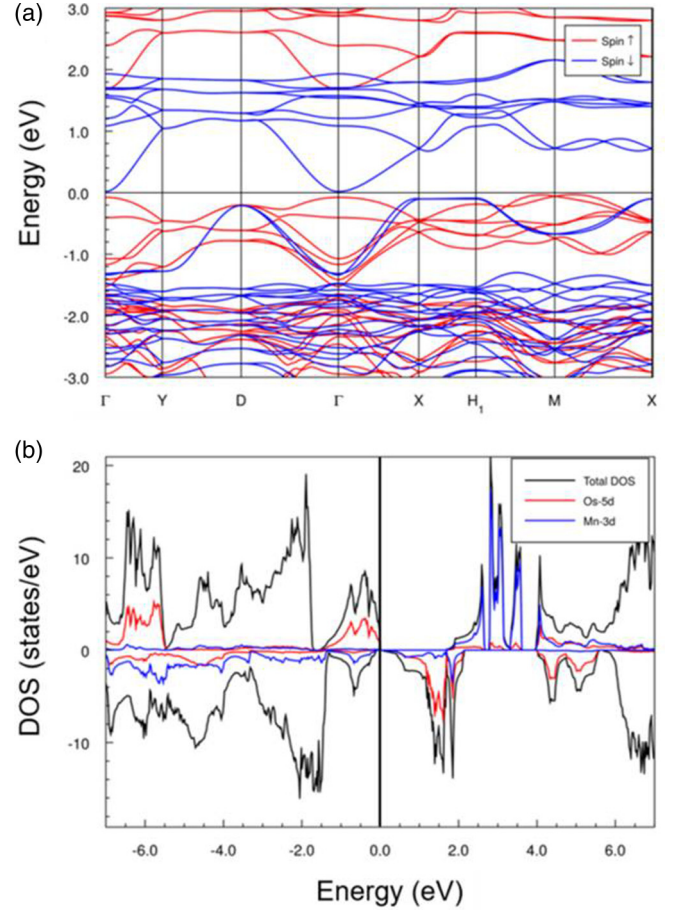 (a)
3.0
2.0
1.0
0.0
-1.0
-2.0
-3.0
Energy (eV)
Spin ↑
Spin ↓
Γ Y D Γ X H1 M X
(b)
20
10
0
-10
DOS (states/eV)
Total DOS
Os-5d
Mn-3d
-6.0 -4.0 -2.0 0.0 2.0 4.0 6.0
Energy (eV)